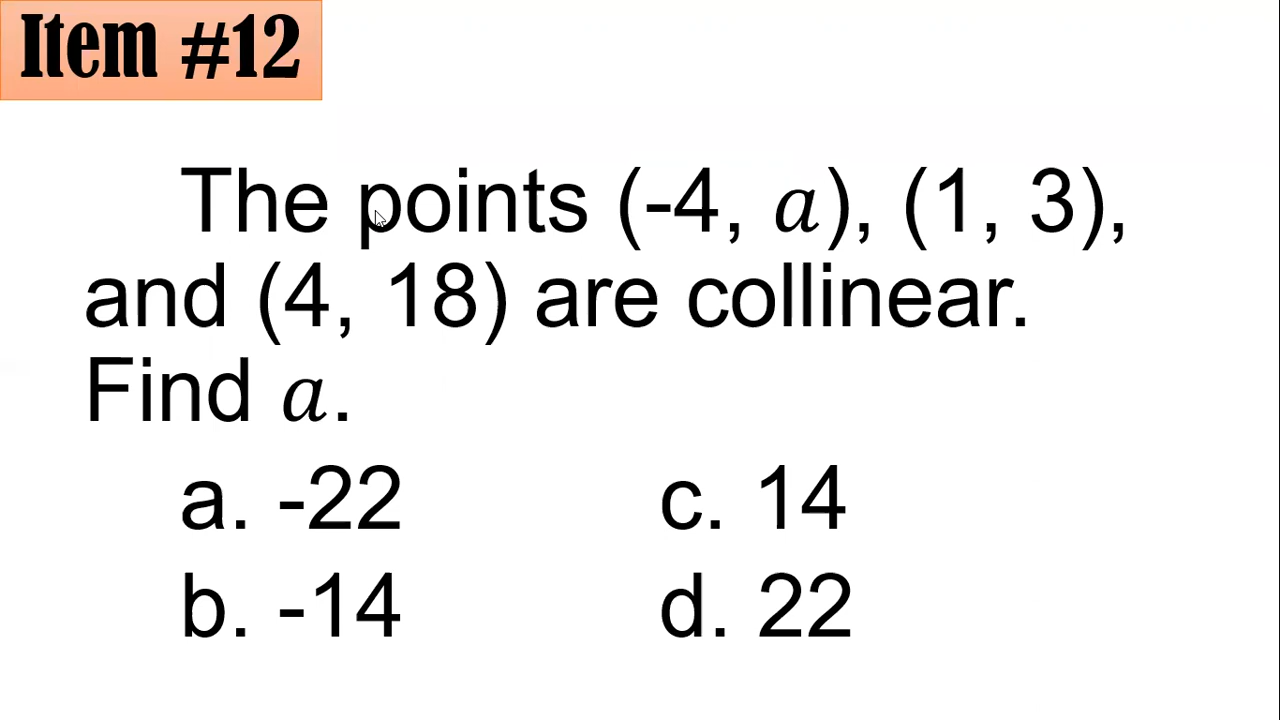 Item #12
The points (-4, 𝑎), (1, 3),
and (4, 18) are collinear.
Find 𝑎.
a. -22 c. 14
b. -14 d. 22